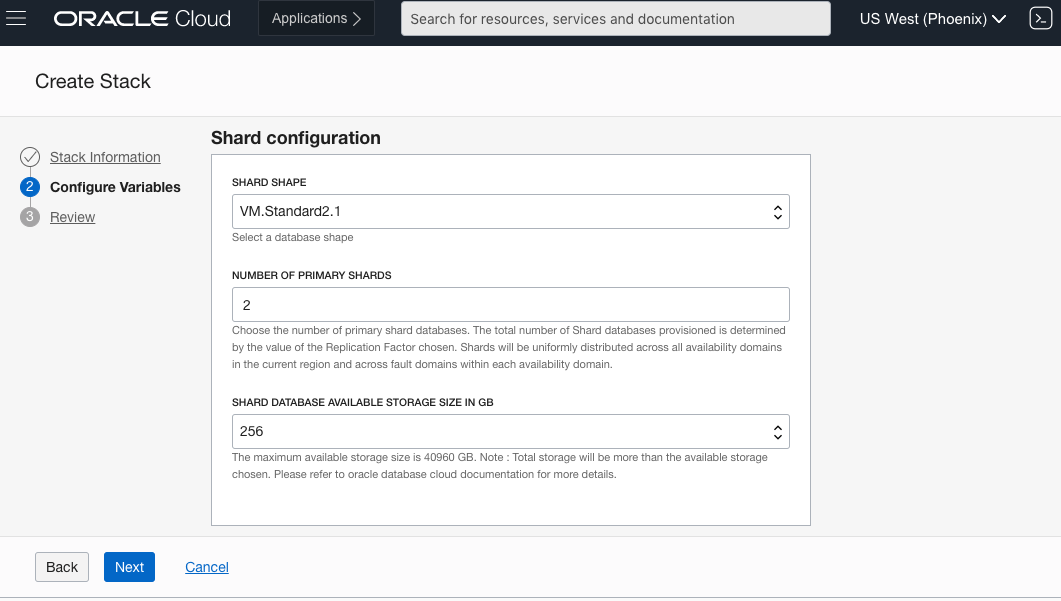 ORACLE Cloud
Applications
Search for resources, services and documentation
US West (Phoenix)
Create Stack
Stack Information
2 Configure Variables
3 Review
Shard configuration
SHARD SHAPE
VM.Standard2.1
Select a database shape
NUMBER OF PRIMARY SHARDS
2
Choose the number of primary shard databases. The total number of Shard databases provisioned is determined
by the value of the Replication Factor chosen. Shards will be uniformly distributed across all availability domains
in the current region and across fault domains within each availability domain.
SHARD DATABASE AVAILABLE STORAGE SIZE IN GB
256
The maximum available storage size is 40960 GB. Note : Total storage will be more than the available storage
chosen. Please refer to oracle database cloud documentation for more details.
Back
Next
Cancel